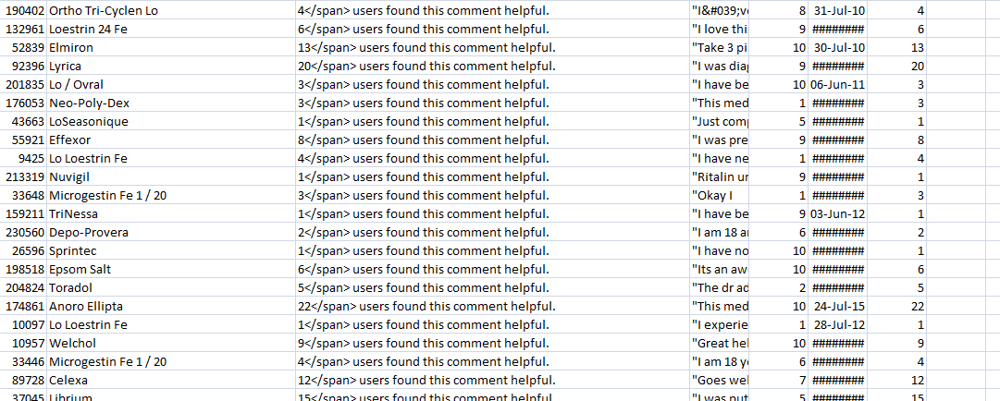 190402 Ortho Tri-Cyclen Lo 4</span> users found this comment helpful. "I&#039;v 8 31-Jul-10 4
132961 Loestrin 24 Fe 6</span> users found this comment helpful. "I love thi 9 ######## 6
52839 Elmiron 13</span> users found this comment helpful. "Take 3 pi 10 30-Jul-10 13
92396 Lyrica 20</span> users found this comment helpful. "I was diag 9 ######## 20
201835 Lo / Ovral 3</span> users found this comment helpful. "I have be 10 06-Jun-11 3
176053 Neo-Poly-Dex 3</span> users found this comment helpful. "This med 1 ######## 3
43663 LoSeasonique 1</span> users found this comment helpful. "Just comp 5 ######## 1
55921 Effexor 8</span> users found this comment helpful. "I was pre 9 ######## 8
9425 Lo Loestrin Fe 4</span> users found this comment helpful. "I have ne 1 ######## 4
213319 Nuvigil 1</span> users found this comment helpful. "Ritalin ur 9 ######## 1
33648 Microgestin Fe 1 / 20 3</span> users found this comment helpful. "Okay I 1 ######## 3
159211 TriNessa 1</span> users found this comment helpful. "I have be 9 03-Jun-12 1
230560 Depo-Provera 2</span> users found this comment helpful. "I am 18 a 6 ######## 2
26596 Sprintec 1</span> users found this comment helpful. "I have no 10 ######## 1
198518 Epsom Salt 6</span> users found this comment helpful. "Its an aw 10 ######## 6
204824 Toradol 5</span> users found this comment helpful. "The dr ad 2 ######## 5
174861 Anoro Ellipta 22</span> users found this comment helpful. "This med 10 24-Jul-15 22
10097 Lo Loestrin Fe 1</span> users found this comment helpful. "I experie 1 28-Jul-12 1
10957 Welchol 9</span> users found this comment helpful. "Great hel 10 ######## 9
33446 Microgestin Fe 1 / 20 4</span> users found this comment helpful. "I am 18 y 6 ######## 4
89728 Celexa 12</span> users found this comment helpful. "Goes wel 7 ######## 12
37045 Librium 15</span> users found this comment helpful. "I was put 5 ######## 15